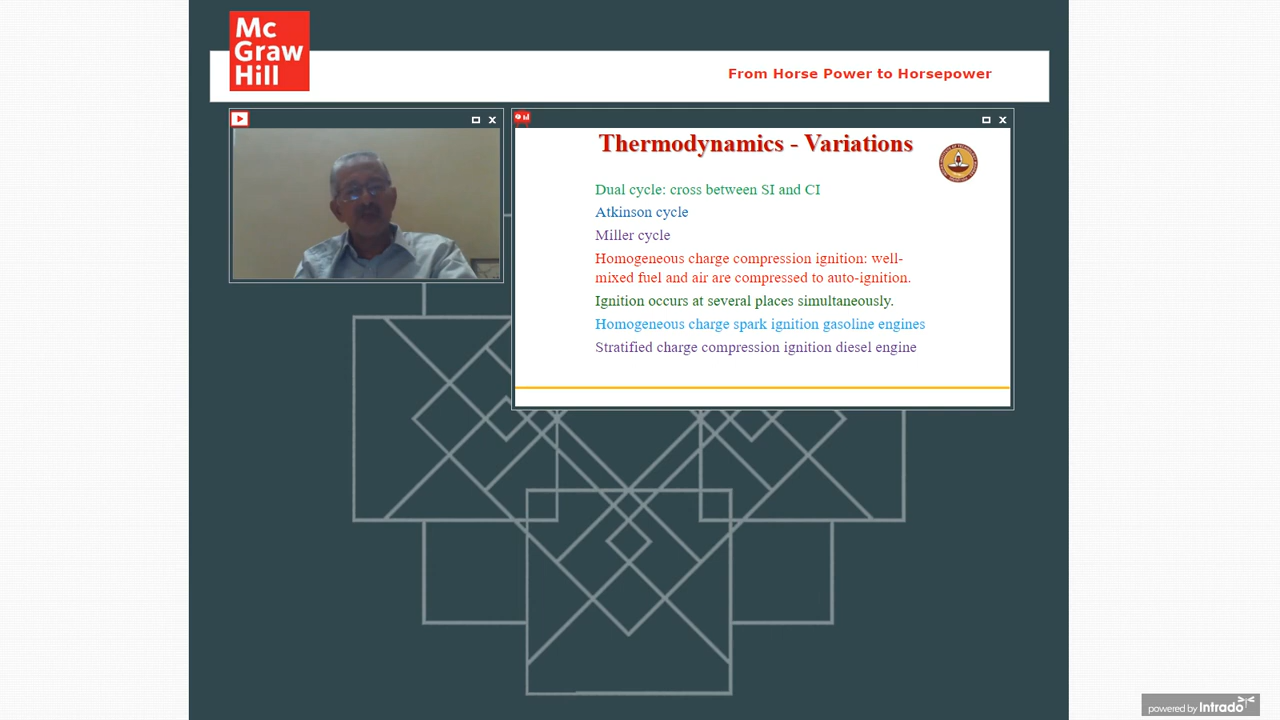 Mc
Graw
Hill
From Horse Power to Horsepower
Thermodynamics - Variations
Dual cycle: cross between SI and CI
Atkinson cycle
Miller cycle
Homogeneous charge compression ignition: well-
mixed fuel and air are compressed to auto-ignition.
Ignition occurs at several places simultaneously.
Homogeneous charge spark ignition gasoline engines
Stratified charge compression ignition diesel engine
powered by Intrado